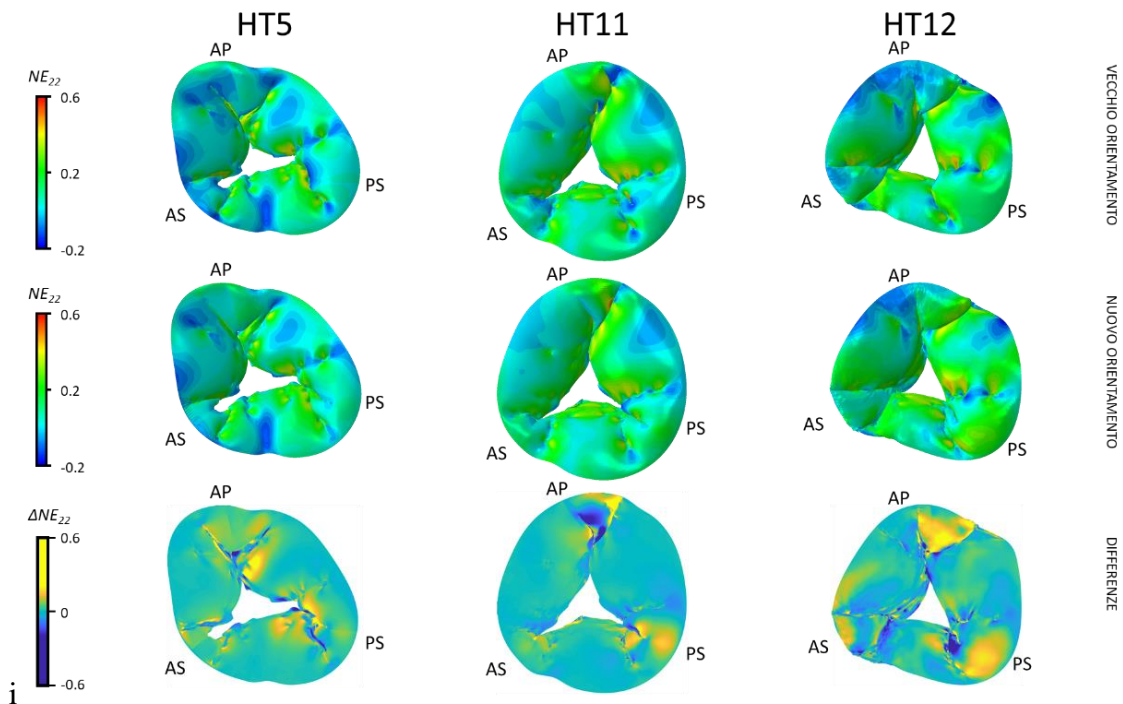 HT5 HT11 HT12
AP AP AP
NE22
0.6
0.2
-0.2
AS PS AS PS AS PS
VECCHIO ORIENTAMENTO
AP AP AP
NE22
0.6
0.2
-0.2
AS PS AS PS AS PS
NUOVO ORIENTAMENTO
AP AP AP
ΔNE22
0.6
0
-0.6
AS PS AS PS AS PS
DIFFERENZE
i